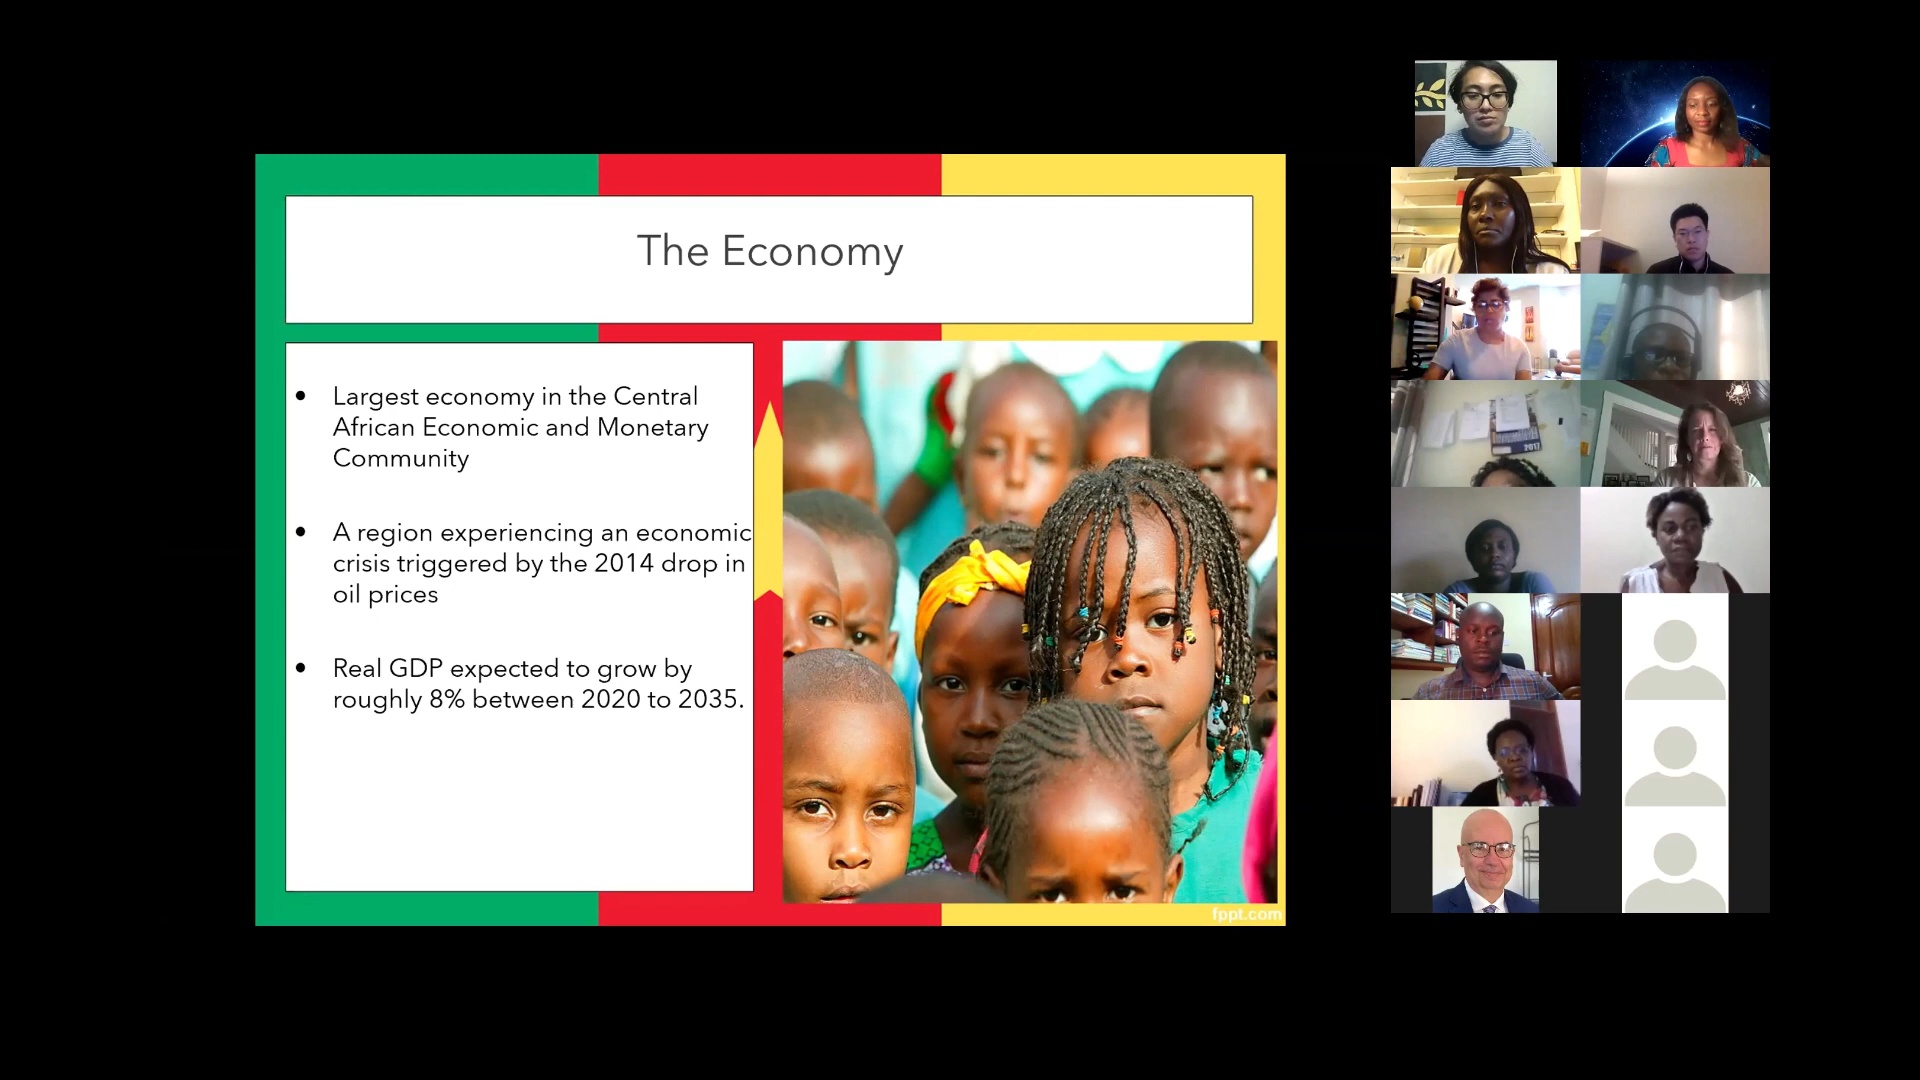 The Economy
• Largest economy in the Central
African Economic and Monetary
Community
• A region experiencing an economic
crisis triggered by the 2014 drop in
oil prices
• Real GDP expected to grow by
roughly 8% between 2020 to 2035.
fppt.com
2017